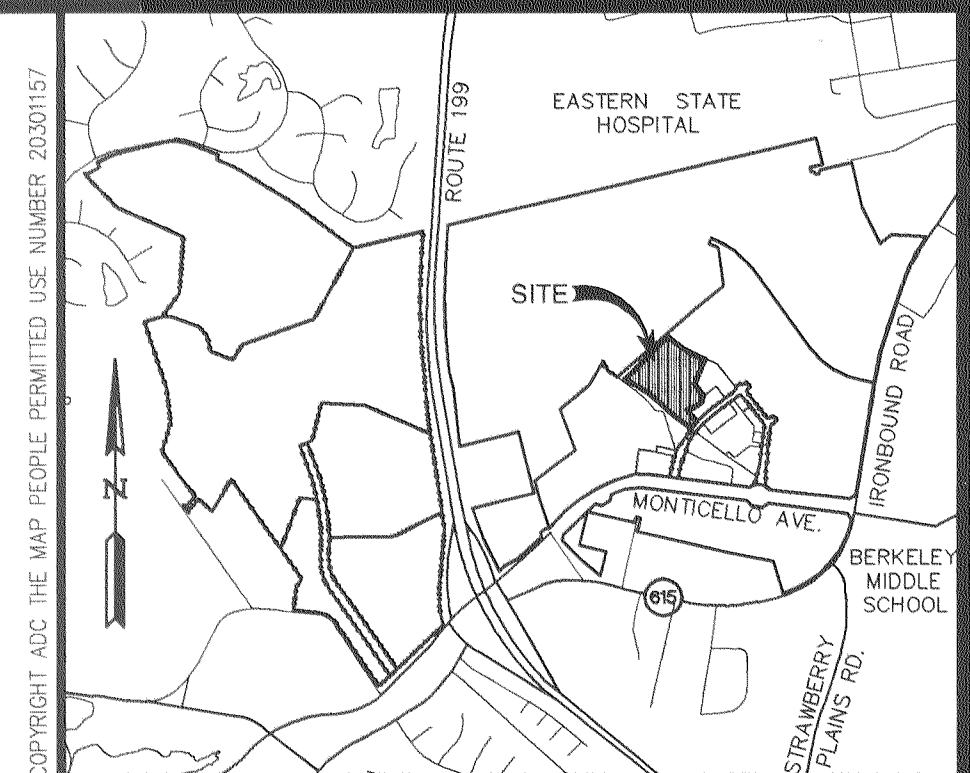 COPYRIGHT ADC THE MAP PEOPLE PERMITTED USE NUMBER 20301157
ROUTE 199
EASTERN STATE
HOSPITAL
SITE
IRONBOUND ROAD
N
MONTICELLO AVE.
BERKELEY
MIDDLE
SCHOOL
615
STRAWBERRY
PLAINS RD.